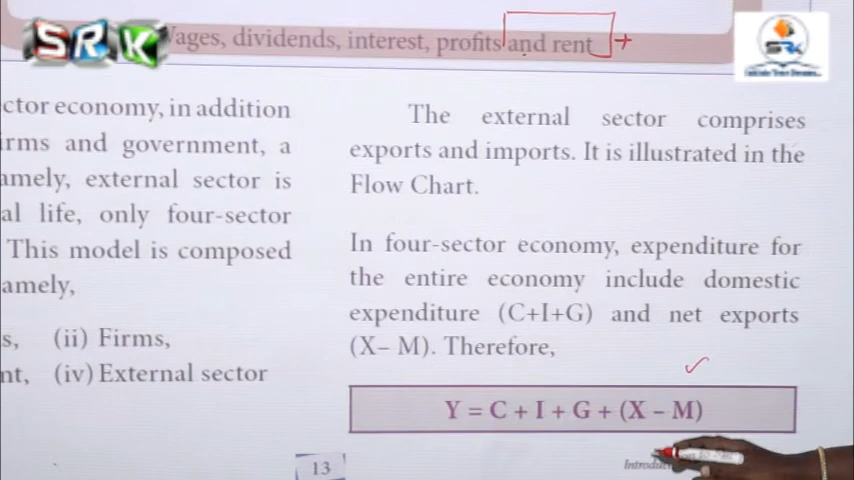 SRK
Wages, dividends, interest, profits and rent
SRK
ctor economy, in addition
irms and government, a
amely, external sector is
al life, only four-sector
This model is composed
amely,
s, (ii) Firms,
nt, (iv) External sector
The external sector comprises
exports and imports. It is illustrated in the
Flow Chart.
In four-sector economy, expenditure for
the entire economy include domestic
expenditure (C+I+G) and net exports
(X– M). Therefore,
Y = C + I + G + (X – M)
13